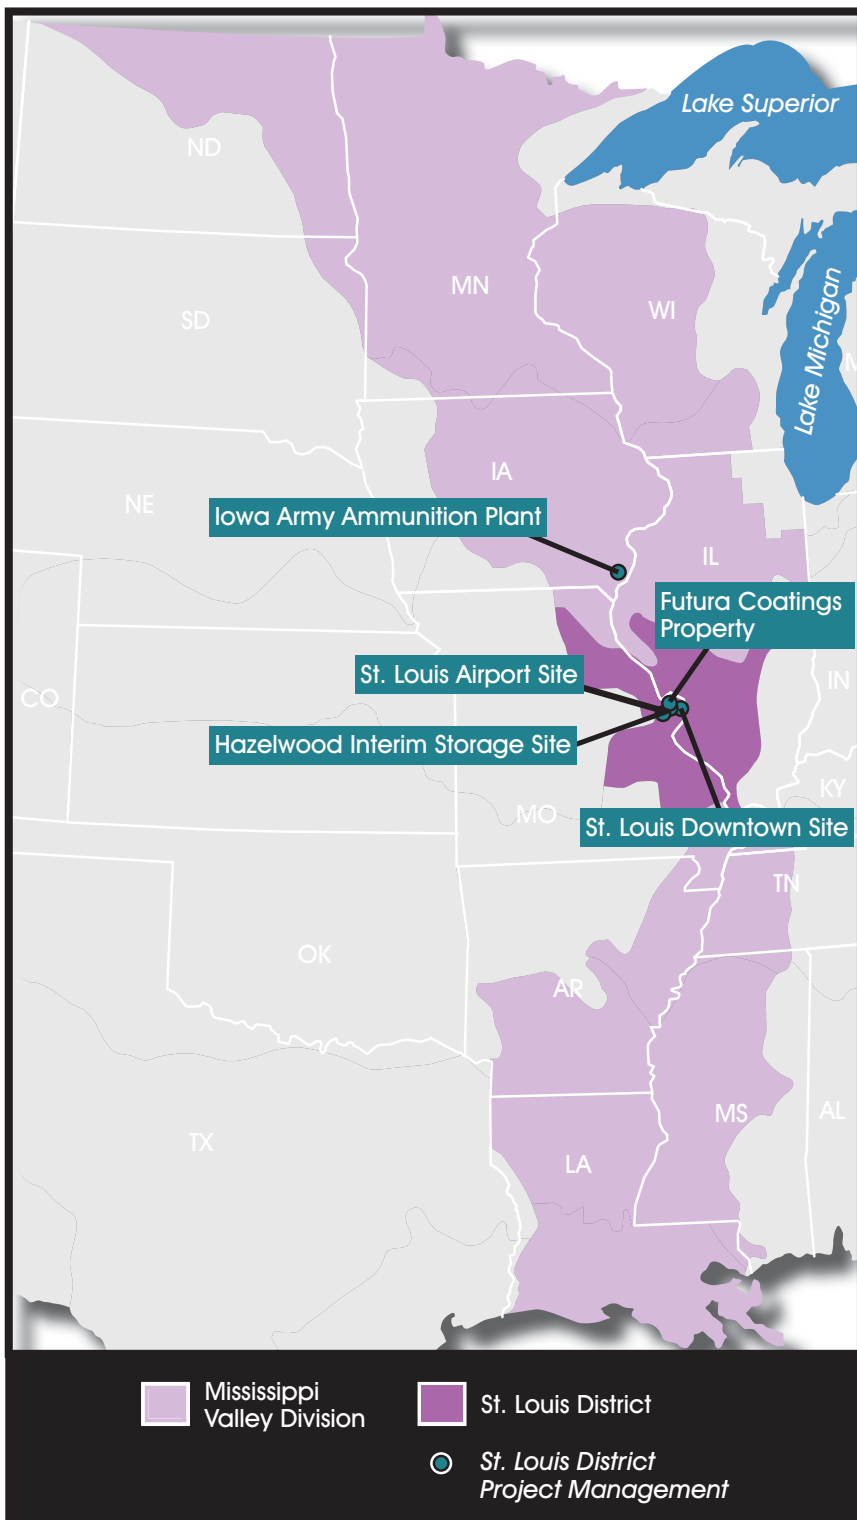 Lake Superior
ND
MN
SD
WI
Lake Michigan
M
IA
NE
Iowa Army Ammunition Plant
IL
Futura Coatings
Property
St. Louis Airport Site
IN
CO
Hazelwood Interim Storage Site
KY
MO
St. Louis Downtown Site
TN
OK
AR
MS
AL
TX
LA
Mississippi
Valley Division
St. Louis District
St. Louis District
Project Management